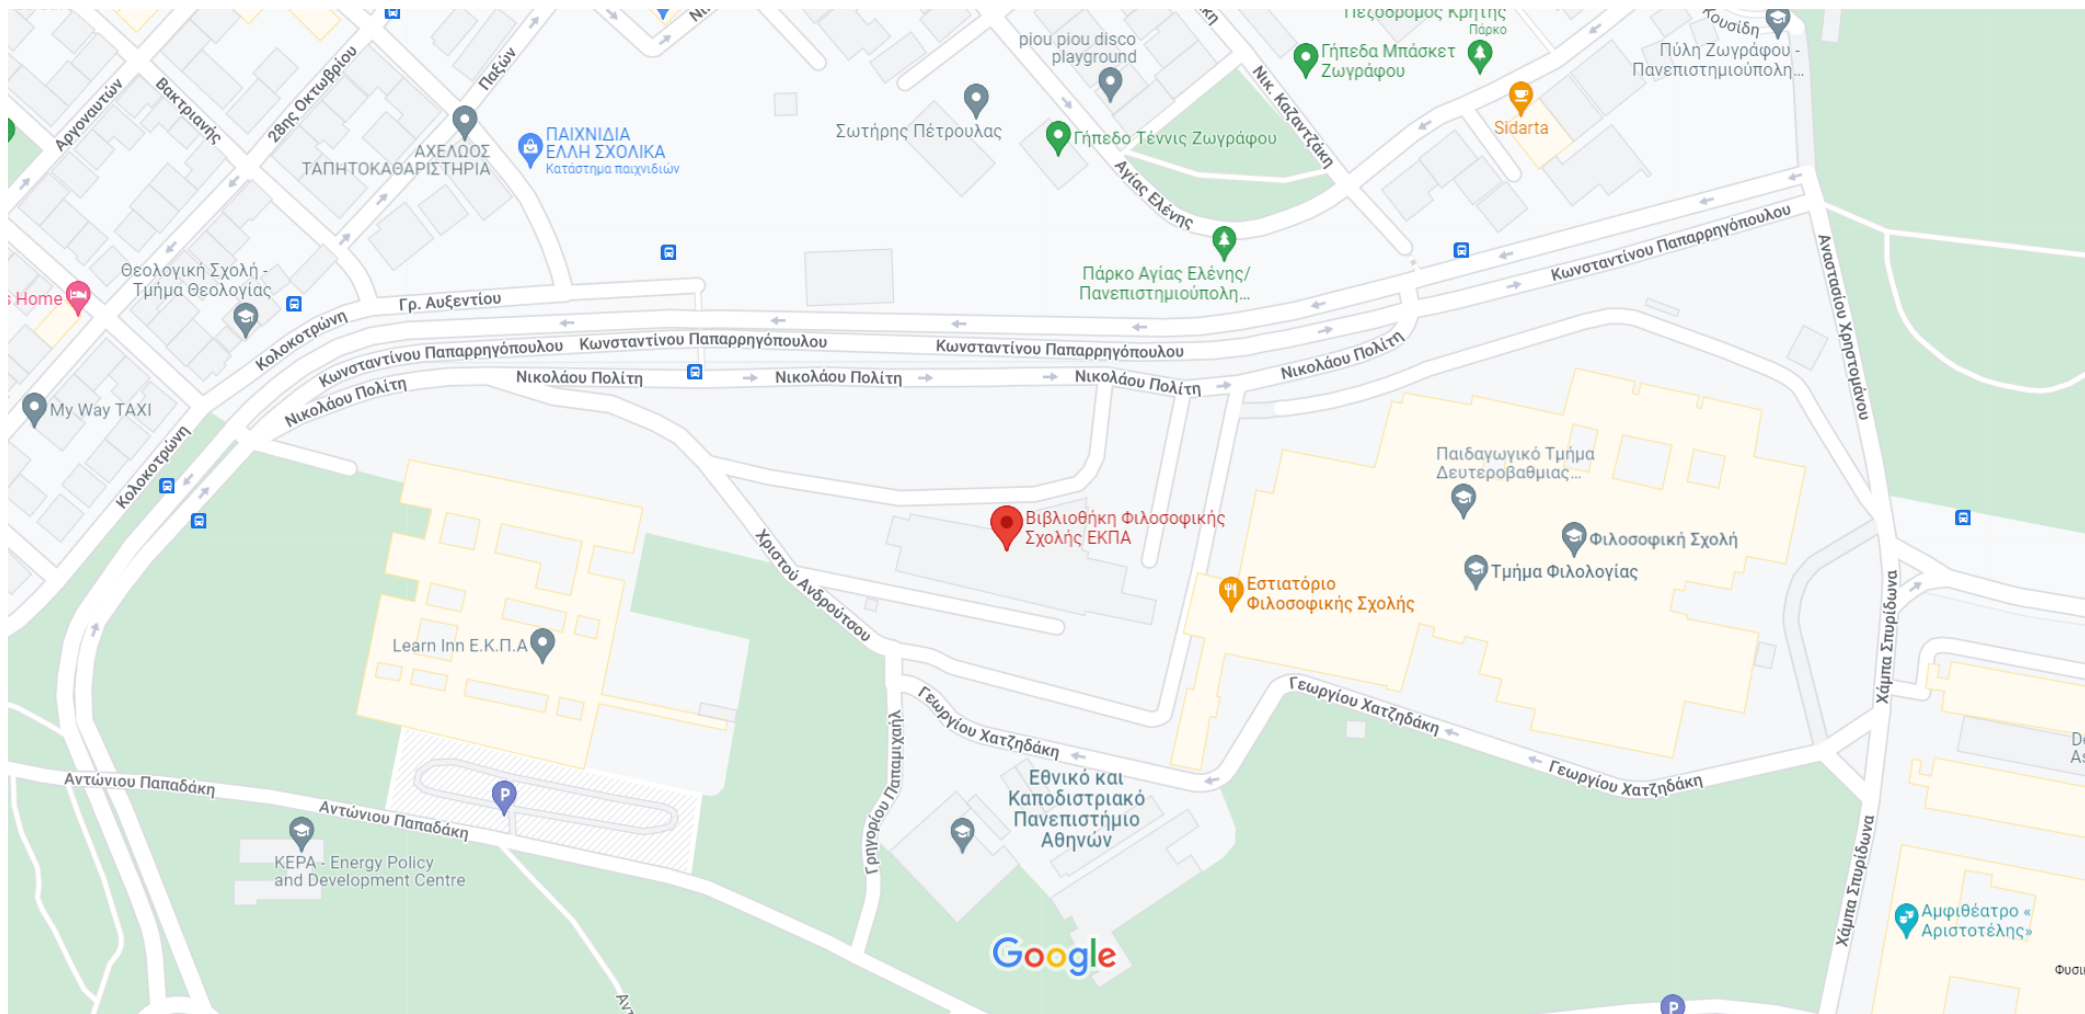 Πεζόδρομος Κρήτης
Πάρκο
Κουσίδη
piou piou disco
playground
Γήπεδα Μπάσκετ
Ζωγράφου
Πύλη Ζωγράφου -
Πανεπιστημιούπολη...
Αργοναυτών
Βακτριανής
28ης Οκτωβρίου
Παξών
Νικ. Καζαντζάκη
Sidarta
ΑΧΕΛΩΟΣ
ΤΑΠΗΤΟΚΑΘΑΡΙΣΤΗΡΙΑ
ΠΑΙΧΝΙΔΙΑ
ΕΛΛΗ ΣΧΟΛΙΚΑ
Κατάστημα παιχνιδιών
Σωτήρης Πέτρουλας
Γήπεδο Τέννις Ζωγράφου
Αγίας Ελένης
Θεολογική Σχολή -
Τμήμα Θεολογίας
s Home
Πάρκο Αγίας Ελένης/
Πανεπιστημιούπολη...
Κωνσταντίνου Παπαρρηγόπουλου
Αναστασίου Χρηστομάνου
Γρ. Αυξεντίου
Κολοκοτρώνη
Κωνσταντίνου Παπαρρηγόπουλου
Κωνσταντίνου Παπαρρηγόπουλου
Κωνσταντίνου Παπαρρηγόπουλου
Νικολάου Πολίτη
Νικολάου Πολίτη
Νικολάου Πολίτη
Νικολάου Πολίτη
Νικολάου Πολίτη
My Way TAXI
Κολοκοτρώνη
Παιδαγωγικό Τμήμα
Δευτεροβαθμιας...
Βιβλιοθήκη Φιλοσοφικής
Σχολής ΕΚΠΑ
Φιλοσοφική Σχολή
Τμήμα Φιλολογίας
Χριστού Ανδρούτσου
Εστιατόριο
Φιλοσοφικής Σχολής
Χάμπα Σπυρίδωνα
Learn Inn Ε.Κ.Π.Α
Γεωργίου Χατζηδάκη
Γεωργίου Χατζηδάκη
Γεωργίου Χατζηδάκη
Γρηγορίου Παπαμιχαήλ
Αντώνιου Παπαδάκη
Αντώνιου Παπαδάκη
P
Εθνικό και
Καποδιστριακό
Πανεπιστήμιο
Αθηνών
KEPA - Energy Policy
and Development Centre
Χάμπα Σπυρίδωνα
Αμφιθέατρο «
Αριστοτέλης»
Google
P